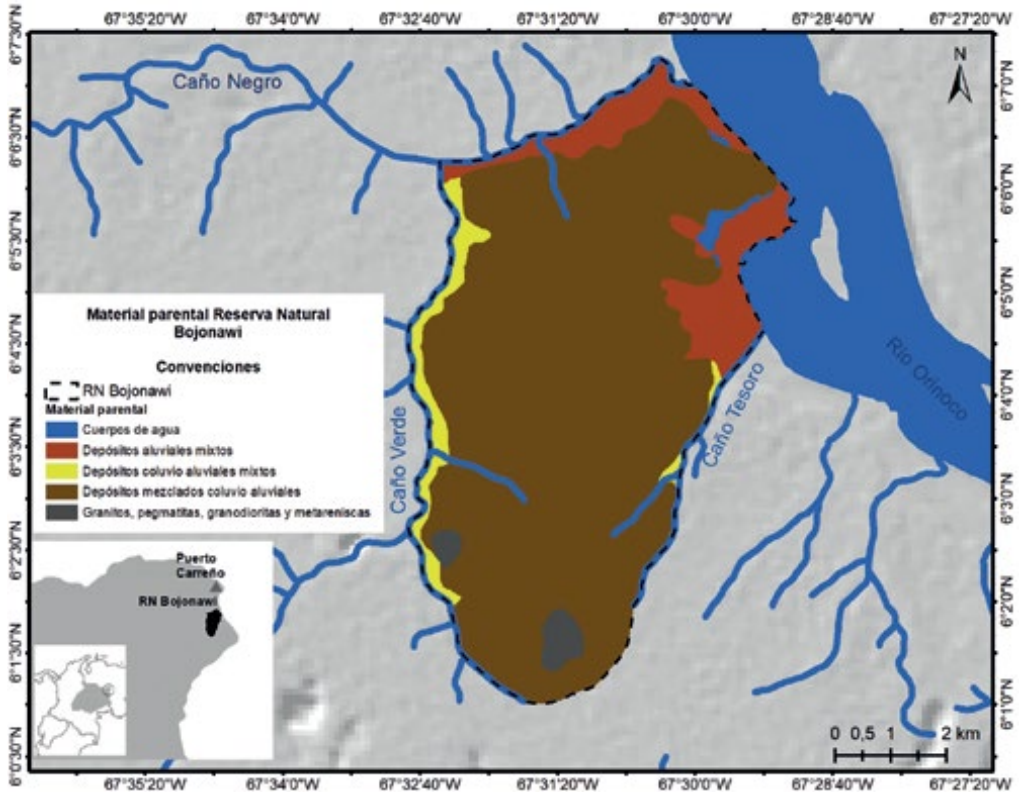 67°35'20"W 67°34'0"W 67°32'40"W 67°31'20"W 67°30'0"W 67°28'40"W 67°27'20"W
6°7'30"N
6°6'30"N
6°5'30"N
6°4'30"N
6°3'30"N
6°2'30"N
6°1'30"N
6°0'30"N
Caño Negro
N
Río Orinoco
Caño Tesoro
Caño Verde
Material parental Reserva Natural
Bojonawi
Convenciones
RN Bojonawi
Material parental
Cuerpos de agua
Depósitos aluviales mixtos
Depósitos coluvio aluviales mixtos
Depósitos mezclados coluvio aluviales
Granitos, pegmatitas, granodioritas y metareniscas
Puerto
Carreño
RN Bojonawi
0 0,5 1 2 km
6°7'0"N
6°6'0"N
6°5'0"N
6°4'0"N
6°3'0"N
6°2'0"N
6°1'0"N
67°35'20"W 67°34'0"W 67°32'40"W 67°31'20"W 67°30'0"W 67°28'40"W 67°27'20"W